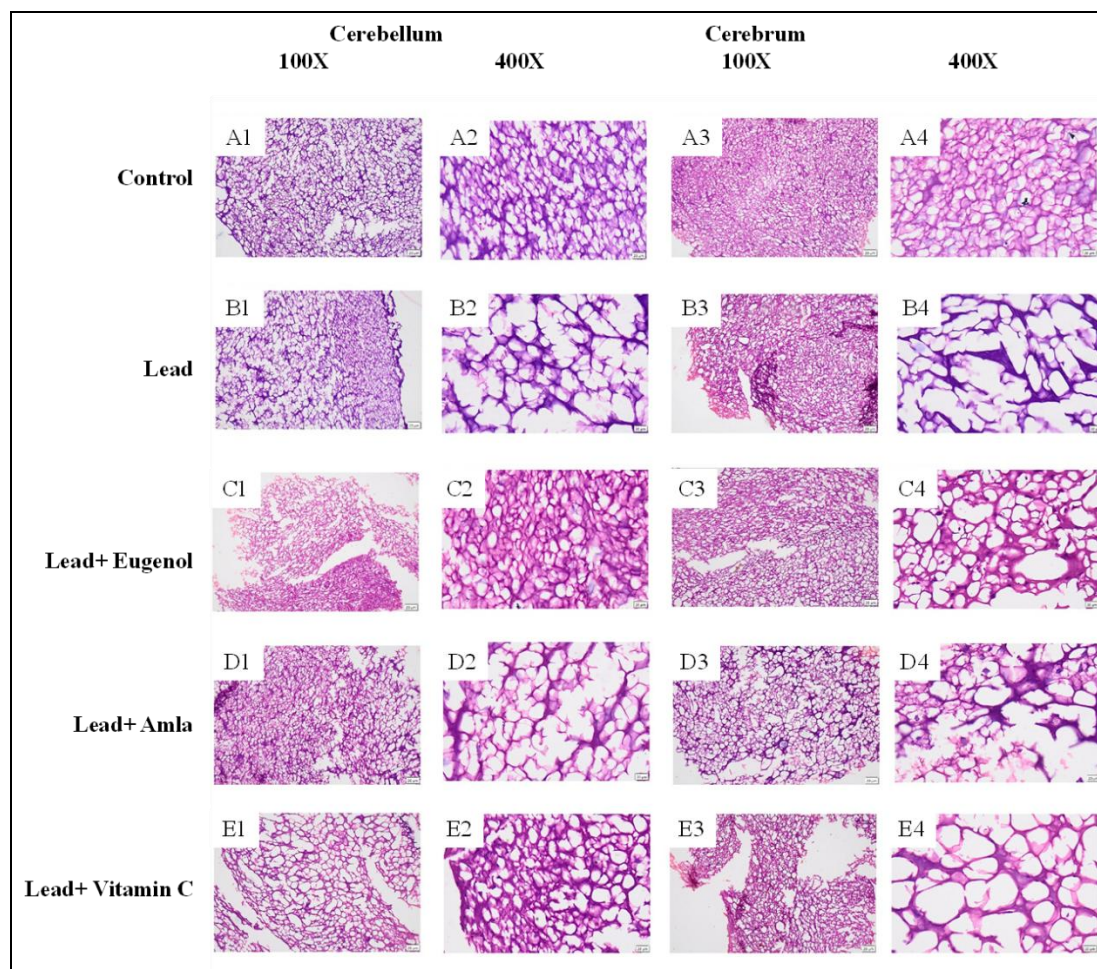 Cerebellum Cerebrum
100X 400X 100X 400X
A1 A2 A3 A4
Control
B1 B2 B3 B4
Lead
C1 C2 C3 C4
Lead+ Eugenol
D1 D2 D3 D4
Lead+ Amla
E1 E2 E3 E4
Lead+ Vitamin C